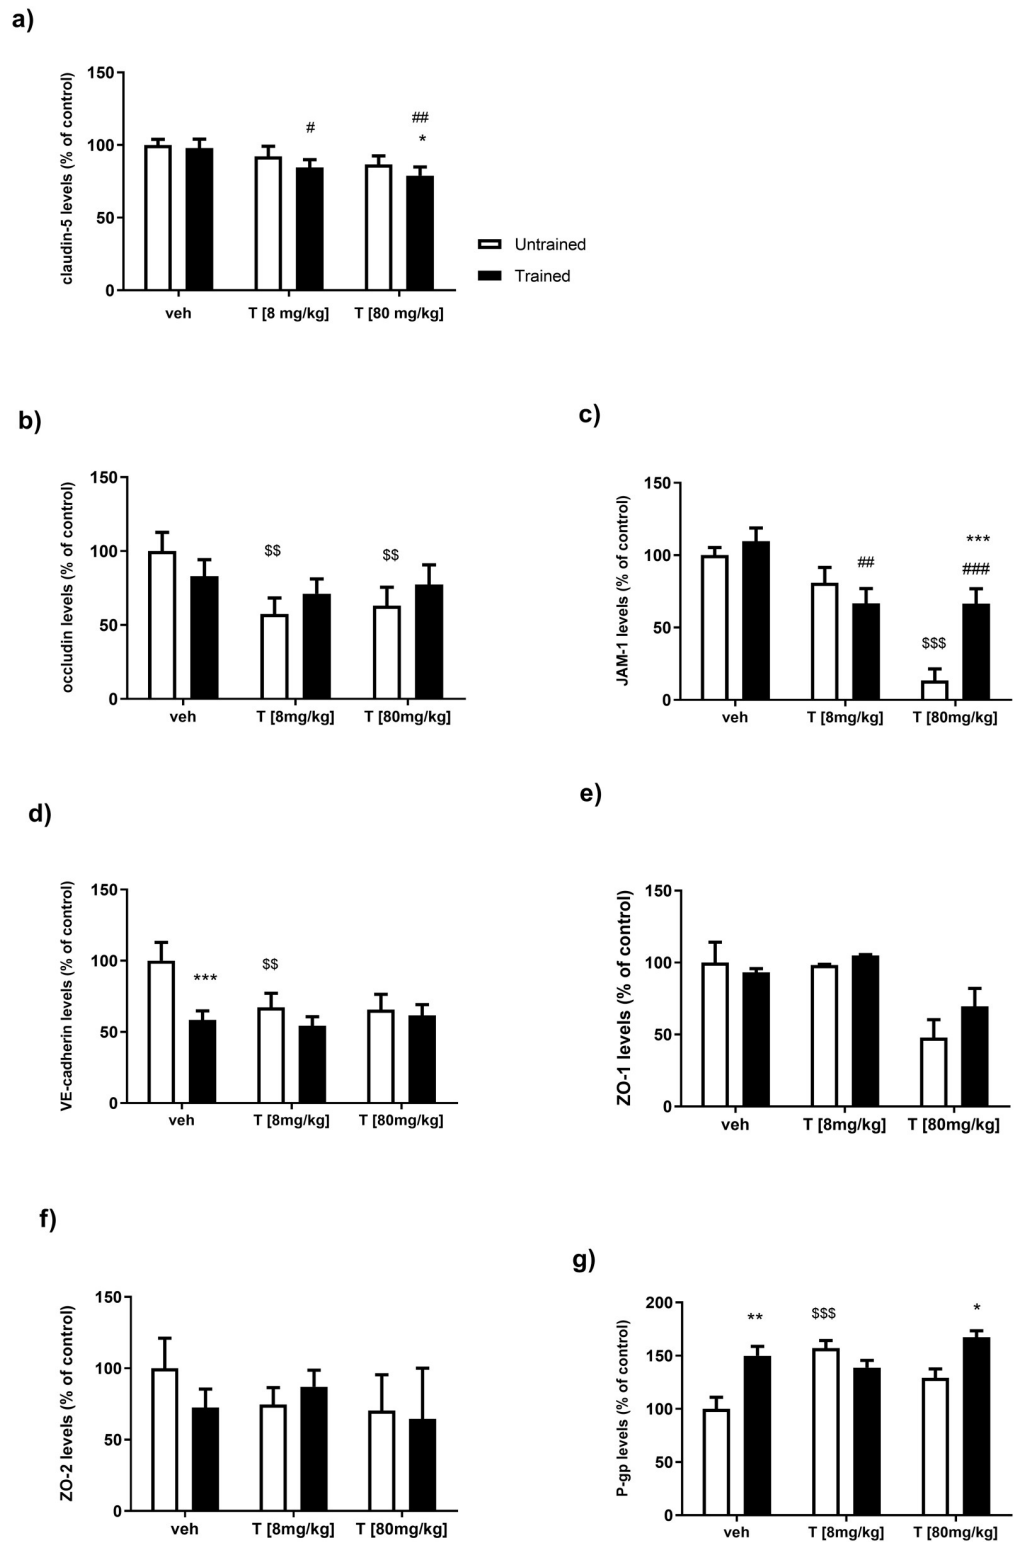 a)
claudin-5 levels (% of control)
150
100
50
0
#
##
*
veh
T [8 mg/kg]
T [80 mg/kg]
Untrained
Trained
b)
occludin levels (% of control)
150
100
50
0
$$
$$
veh
T [8mg/kg]
T [80mg/kg]
c)
JAM-1 levels (% of control)
150
100
50
0
##
$$$
***
###
veh
T [8mg/kg]
T [80mg/kg]
d)
VE-cadherin levels (% of control)
150
100
50
0
***
$$
veh
T [8mg/kg]
T [80mg/kg]
e)
ZO-1 levels (% of control)
150
100
50
0
veh
T [8mg/kg]
T [80mg/kg]
f)
ZO-2 levels (% of control)
150
100
50
0
veh
T [8mg/kg]
T [80mg/kg]
g)
P-gp levels (% of control)
200
150
100
50
0
**
$$$
*
veh
T [8mg/kg]
T [80mg/kg]